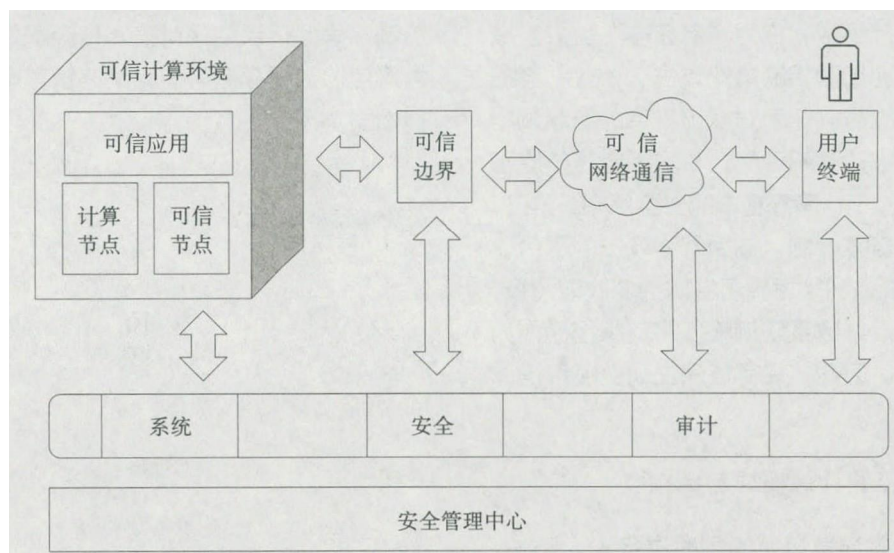 可信计算环境
可信应用
计算
节点
可信
节点
可信
边界
可 信
网络通信
用户
终端
系统
安全
审计
安全管理中心